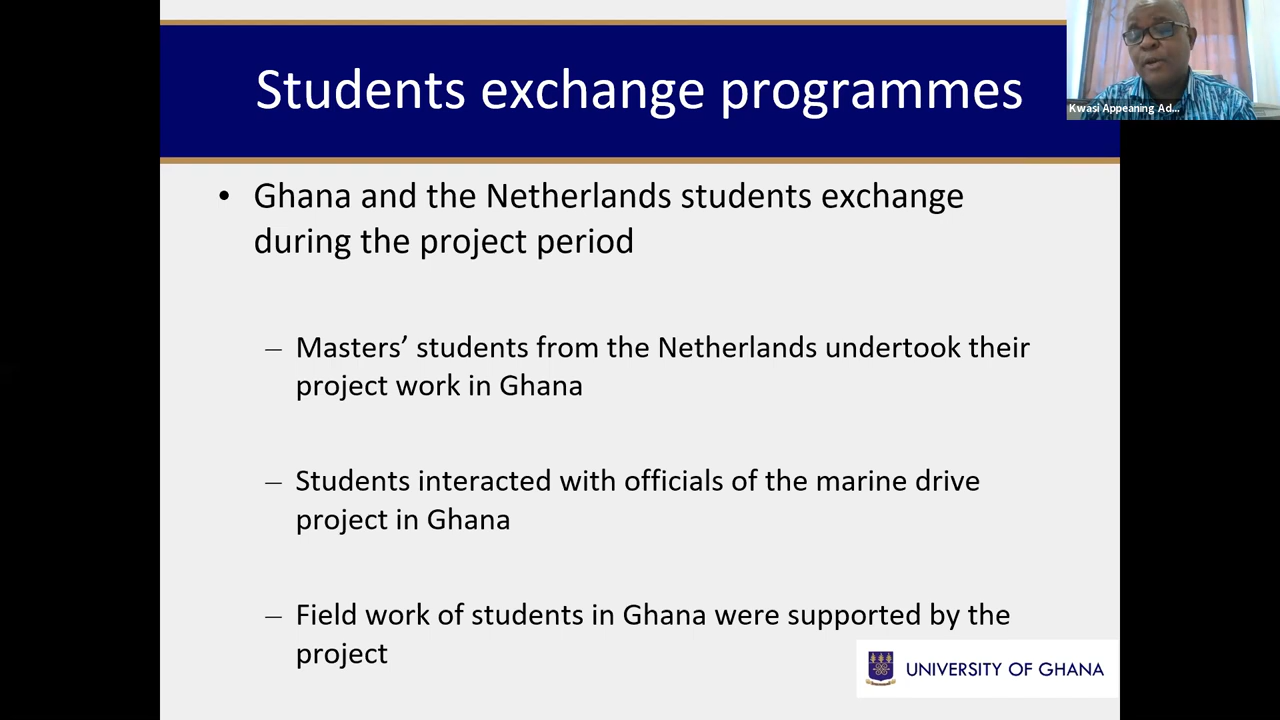 Students exchange programmes
Kwasi Appeaning Ad...
• Ghana and the Netherlands students exchange
during the project period
– Masters’ students from the Netherlands undertook their
project work in Ghana
– Students interacted with officials of the marine drive
project in Ghana
– Field work of students in Ghana were supported by the
project
UNIVERSITY OF GHANA